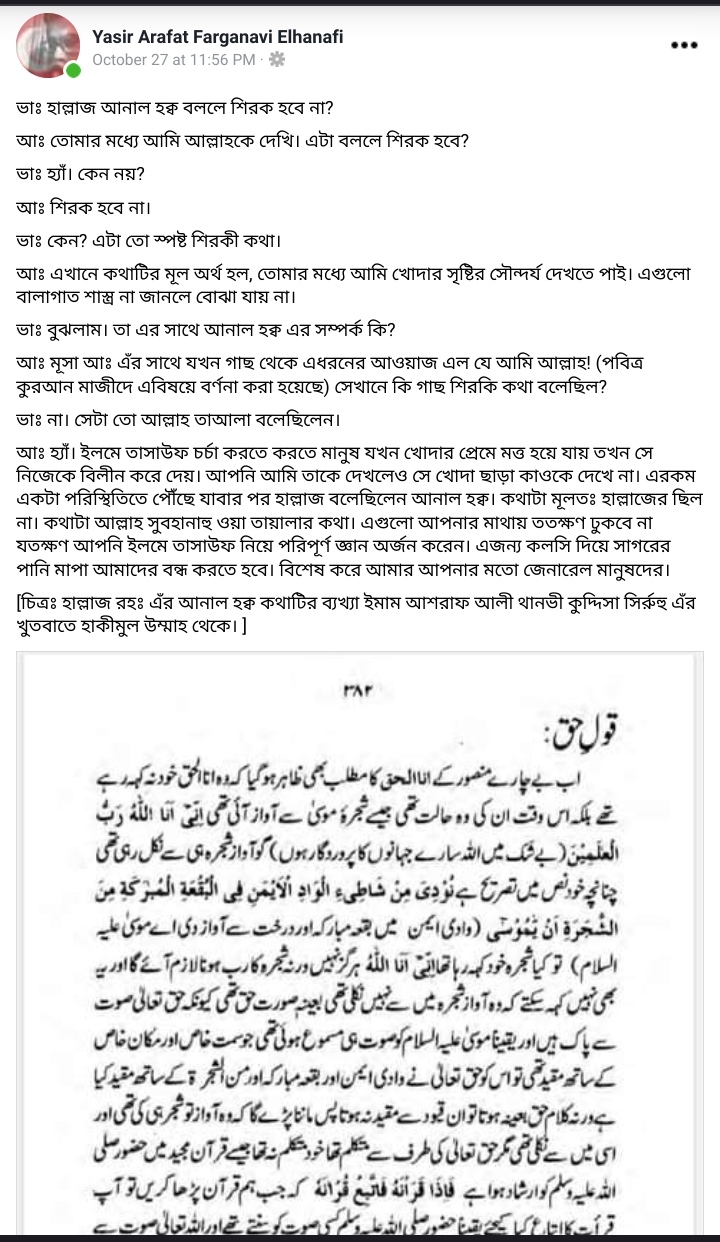 Yasir Arafat Farganavi Elhanafi
October 27 at 11:56 PM ·
ভাঃ হাল্লাজ আনাল হক্ব বললে শিরক হবে না?
আঃ তোমার মধ্যে আমি আল্লাহকে দেখি। এটা বললে শিরক হবে?
ভাঃ হ্যাঁ। কেন নয়?
আঃ শিরক হবে না।
ভাঃ কেন? এটা তো স্পষ্ট শিরকী কথা।
আঃ এখানে কথাটির মূল অর্থ হল, তোমার মধ্যে আমি খোদার সৃষ্টির সৌন্দর্য দেখতে পাই। এগুলো
বালাগাত শাস্ত্র না জানলে বোঝা যায় না।
ভাঃ বুঝলাম। তা এর সাথে আনাল হক্ব এর সম্পর্ক কি?
আঃ মূসা আঃ এঁর সাথে যখন গাছ থেকে এধরনের আওয়াজ এল যে আমি আল্লাহ! (পবিত্র
কুরআন মাজীদে এবিষয়ে বর্ণনা করা হয়েছে) সেখানে কি গাছ শিরকি কথা বলেছিল?
ভাঃ না। সেটা তো আল্লাহ তাআলা বলেছিলেন।
আঃ হ্যাঁ। ইলমে তাসাউফ চর্চা করতে করতে মানুষ যখন খোদার প্রেমে মত্ত হয়ে যায় তখন সে
নিজেকে বিলীন করে দেয়। আপনি আমি তাকে দেখলেও সে খোদা ছাড়া কাওকে দেখে না। এরকম
একটা পরিস্থিতিতে পৌঁছে যাবার পর হাল্লাজ বলেছিলেন আনাল হক্ব। কথাটা মূলতঃ হাল্লাজের ছিল
না। কথাটা আল্লাহ সুবহানাহু ওয়া তায়ালার কথা। এগুলো আপনার মাথায় ততক্ষণ ঢুকবে না
যতক্ষণ আপনি ইলমে তাসাউফ নিয়ে পরিপূর্ণ জ্ঞান অর্জন করেন। এজন্য কলসি দিয়ে সাগরের
পানি মাপা আমাদের বন্ধ করতে হবে। বিশেষ করে আমার আপনার মতো জেনারেল মানুষদের।
[চিত্রঃ হাল্লাজ রহঃ এঁর আনাল হক্ব কথাটির ব্যখ্যা ইমাম আশরাফ আলী থানভী কুদ্দিসা সির্রুহু এঁর
খুতবাতে হাকীমুল উম্মাহ থেকে। ]
۳۸۲
قول حق:
اب بے چارے منصور کے انا الحق کا مطلب بھی ظاہر ہو گیا کہ وہ انا الحق خود نہ کہہ رہے
تھے بلکہ اس وقت ان کی وہ حالت تھی جیسے شجرۂ موسیٰ سے آواز آئی تھی اِنِّیْۤ اَنَا اللّٰهُ رَبُّ
الْعٰلَمِیْنَ (بے شک میں اللہ سارے جہانوں کا پروردگار ہوں) گو آواز شجرہ ہی سے نکل رہی تھی
چنانچہ خود نص میں تصریح ہے نُوْدِیَ مِنْ شَاطِیءِ الْوَادِ الْاَیْمَنِ فِی الْبُقْعَةِ الْمُبٰرَكَةِ مِنَ
الشَّجَرَةِ اَنْ یّٰمُوْسٰۤی (وادی ایمن میں بقعہ مبارکہ اور درخت سے آواز دی اے موسیٰ علیہ
السلام) تو کیا شجرہ خود کہہ رہا تھا اِنِّیْۤ اَنَا اللّٰهُ ہرگز نہیں ورنہ شجرہ کا رب ہونا لازم آئے گا اور یہ
بھی نہیں کہہ سکتے کہ وہ آواز شجرہ میں سے نہیں نکلی تھی بعینہ صورت حق تھی کیونکہ حق تعالیٰ صوت
سے پاک ہیں اور یقیناً موسیٰ علیہ السلام کو صوت ہی مسموع ہوئی تھی جو سمت خاص اور مکان خاص
کے ساتھ مقید تھی تو اس کو حق تعالیٰ نے وادی ایمن اور بقعہ مبارکہ اور من الشجرۃ کے ساتھ مقید کیا
ہے ورنہ کلام حق بعینہ ہوتا تو ان قیود سے مقید نہ ہوتا پس ماننا پڑے گا کہ وہ آواز تو شجر ہی کی تھی اور
اسی میں سے نکلی تھی مگر حق تعالیٰ کی طرف سے متکلم تھا خود متکلم نہ تھا جیسے قرآن مجید میں حضور صلی
اللہ علیہ وسلم کو ارشاد ہوا ہے فَاِذَا قَرَاْنٰهُ فَاتَّبِعْ قُرْاٰنَهٗ کہ جب ہم قرآن پڑھا کریں تو آپ
قرأت کا اتباع کیا کیجئے یقیناً حضور صلی اللہ علیہ وسلم کسی صوت کو سنتے تھے اور اللہ تعالیٰ صوت سے